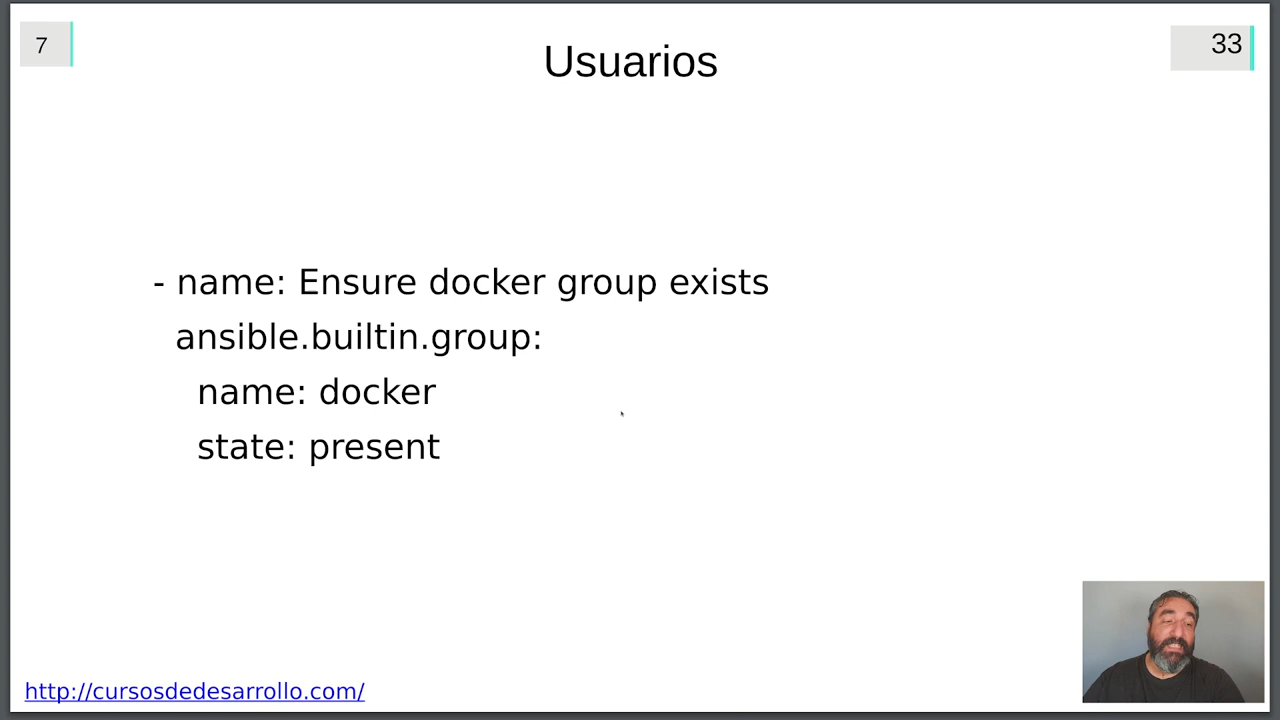 7
Usuarios
33
- name: Ensure docker group exists
ansible.builtin.group:
name: docker
state: present
http://cursosdedesarrollo.com/